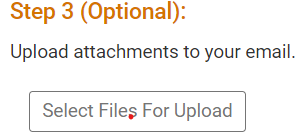 Step 3 (Optional):
Upload attachments to your email.
Select Files For Upload